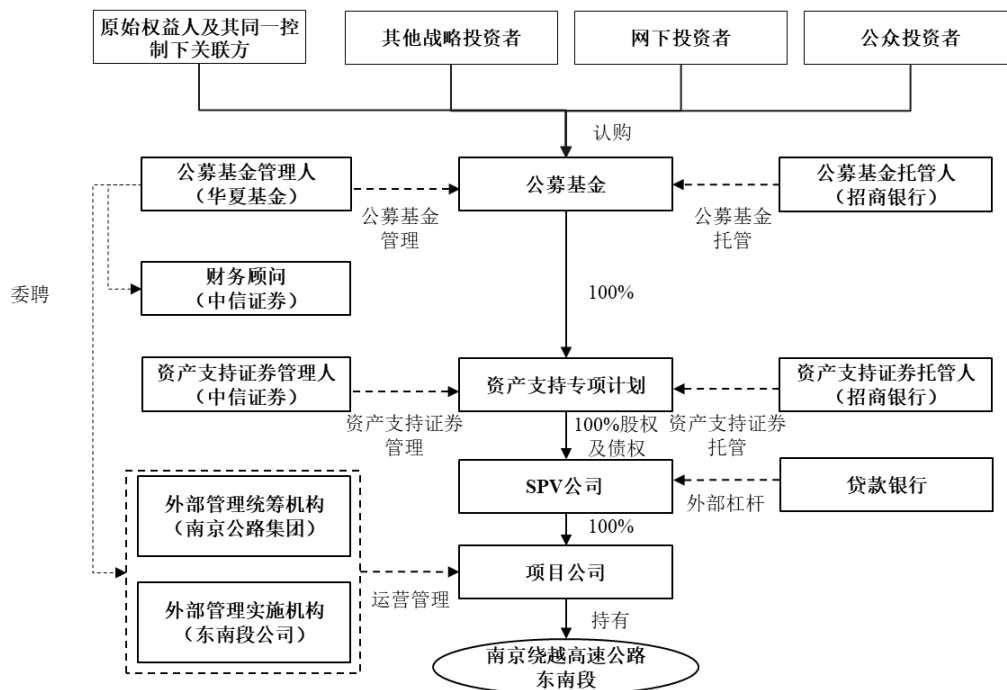 原始权益人及其同一控
制下关联方
其他战略投资者
网下投资者
公众投资者
认购
公募基金管理人
（华夏基金）
公募基金
管理
公募基金
公募基金托管人
（招商银行）
公募基金
托管
委聘
财务顾问
（中信证券）
100%
资产支持证券管理人
（中信证券）
资产支持证券
管理
资产支持专项计划
资产支持证券托管人
（招商银行）
资产支持证券
托管
100%股权
及债权
外部管理统筹机构
（南京公路集团）
SPV公司
外部杠杆
贷款银行
100%
项目公司
运营管理
外部管理实施机构
（东南段公司）
持有
南京绕越高速公路
东南段